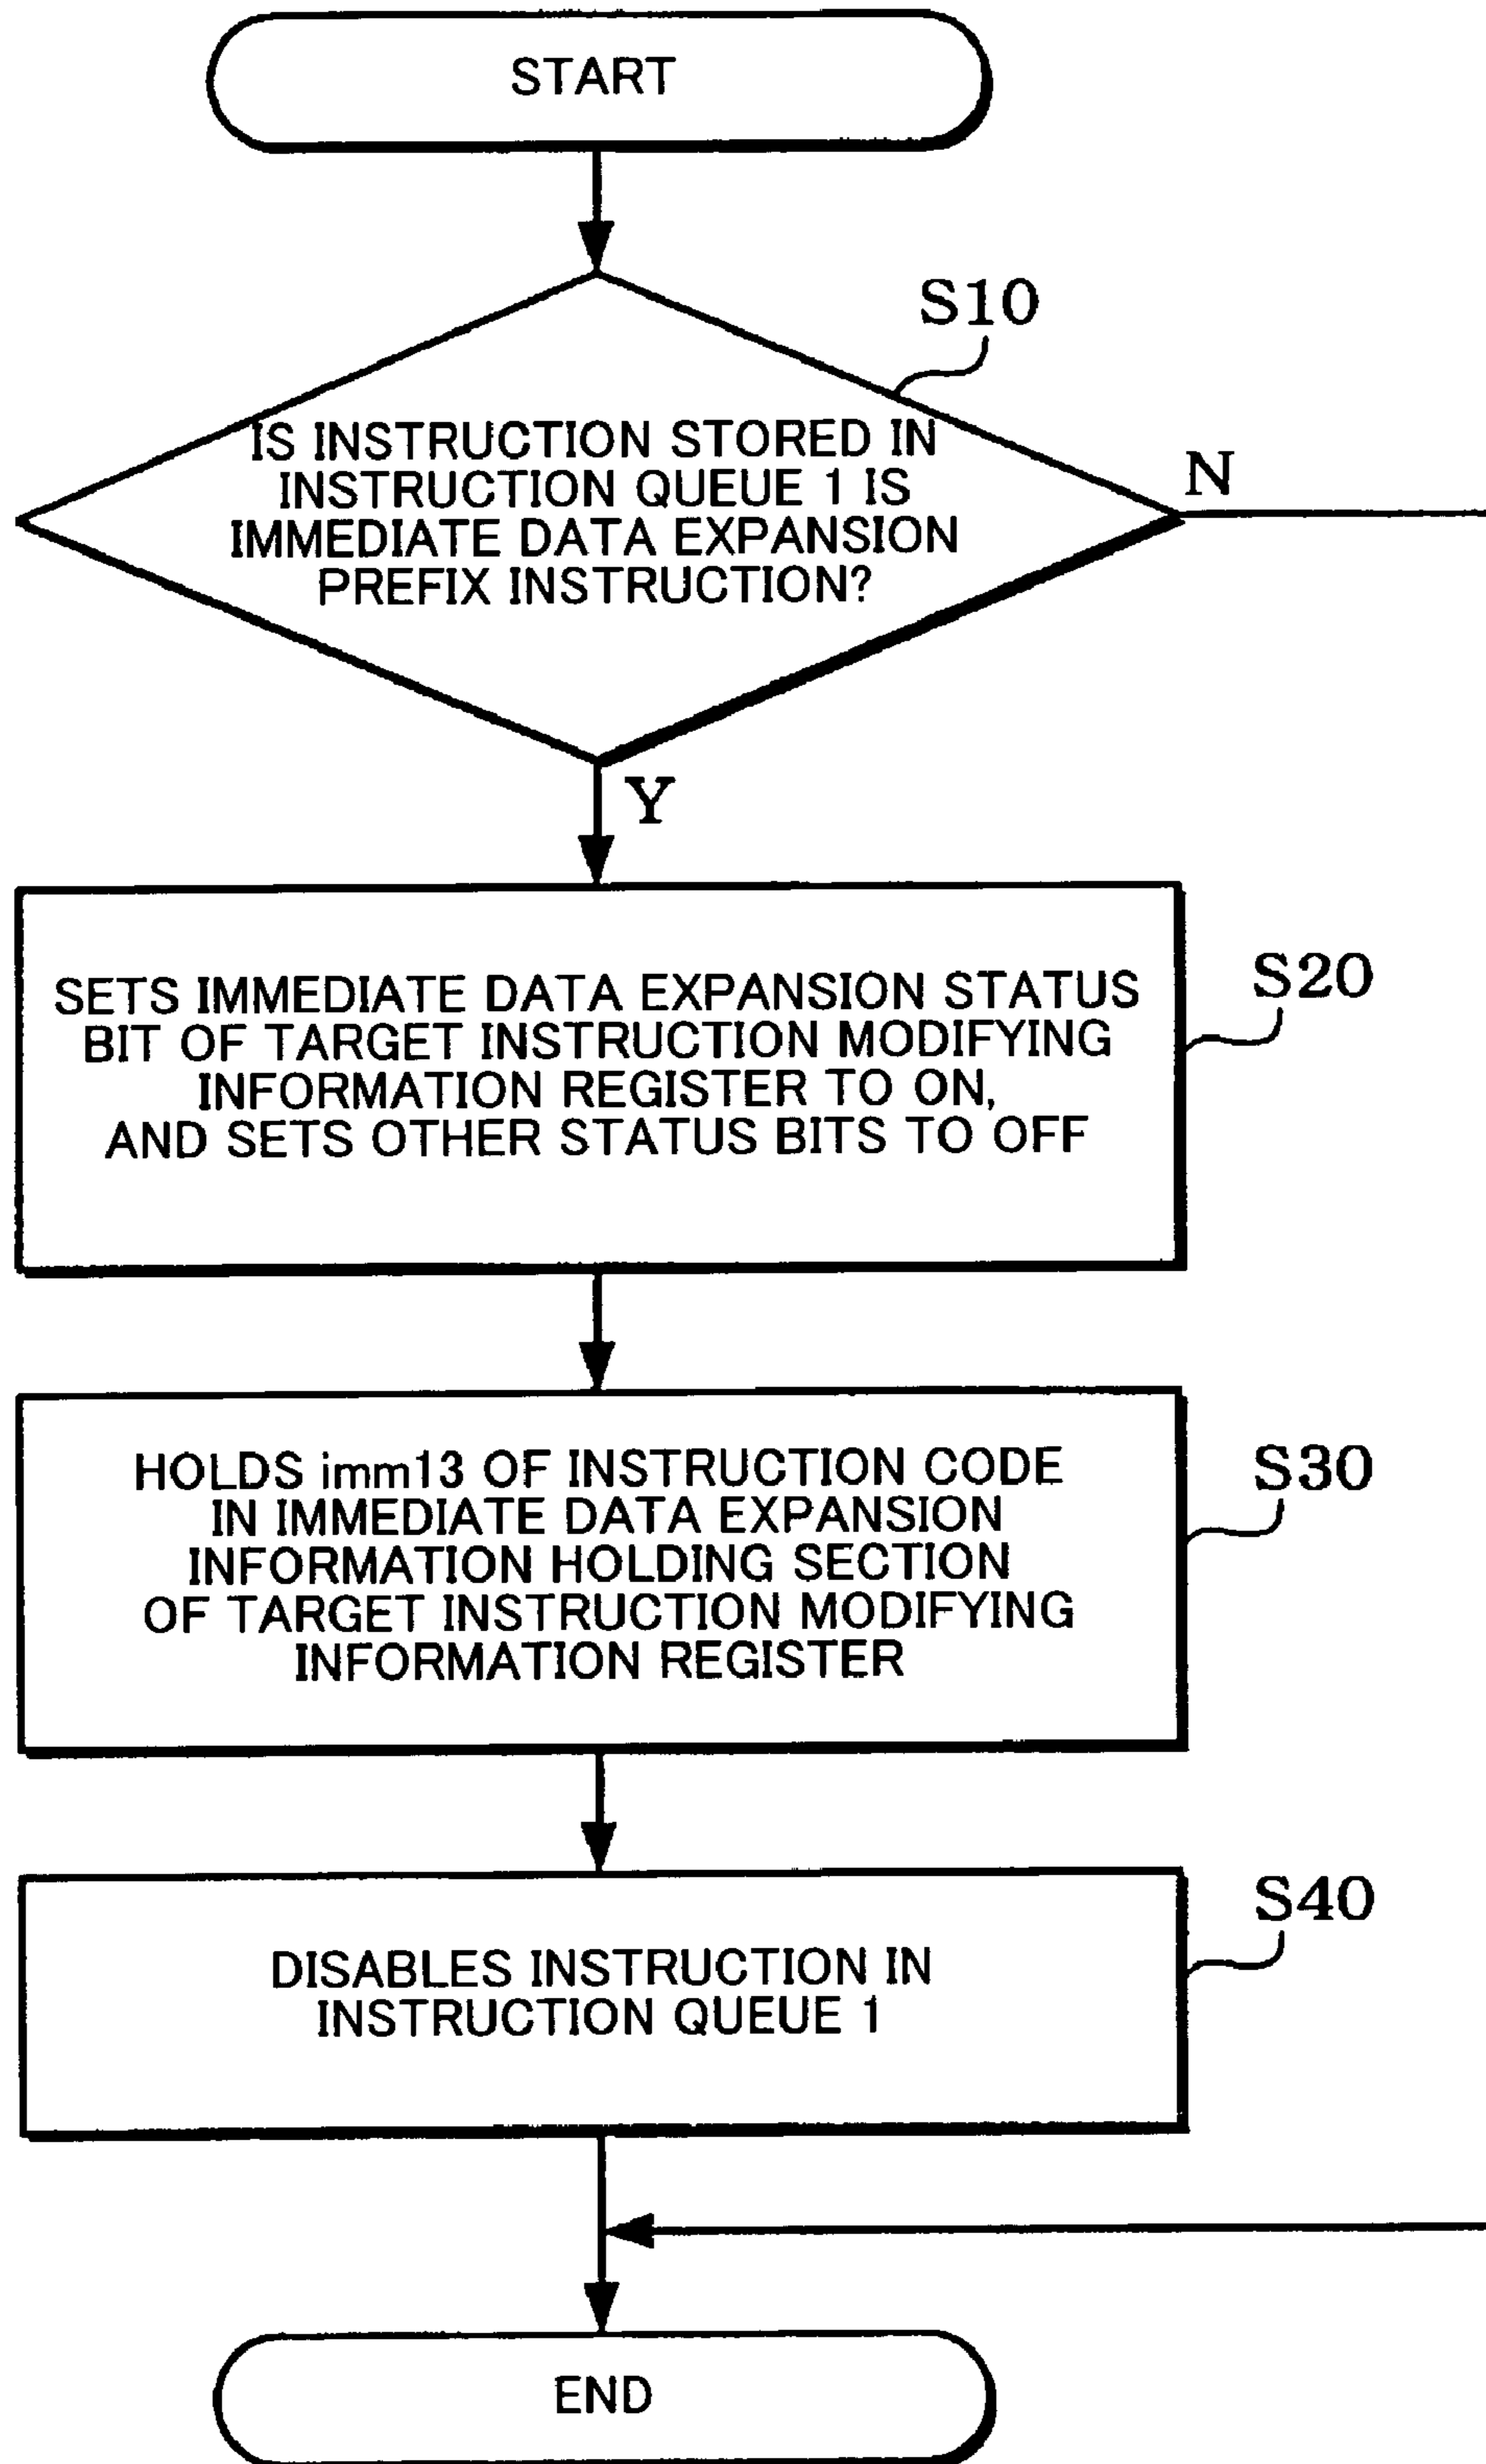 START
S10
IS INSTRUCTION STORED IN
INSTRUCTION QUEUE 1 IS
IMMEDIATE DATA EXPANSION
PREFIX INSTRUCTION?
N
Y
S20
SETS IMMEDIATE DATA EXPANSION STATUS
BIT OF TARGET INSTRUCTION MODIFYING
INFORMATION REGISTER TO ON,
AND SETS OTHER STATUS BITS TO OFF
S30
HOLDS imm13 OF INSTRUCTION CODE
IN IMMEDIATE DATA EXPANSION
INFORMATION HOLDING SECTION
OF TARGET INSTRUCTION MODIFYING
INFORMATION REGISTER
S40
DISABLES INSTRUCTION IN
INSTRUCTION QUEUE 1
END